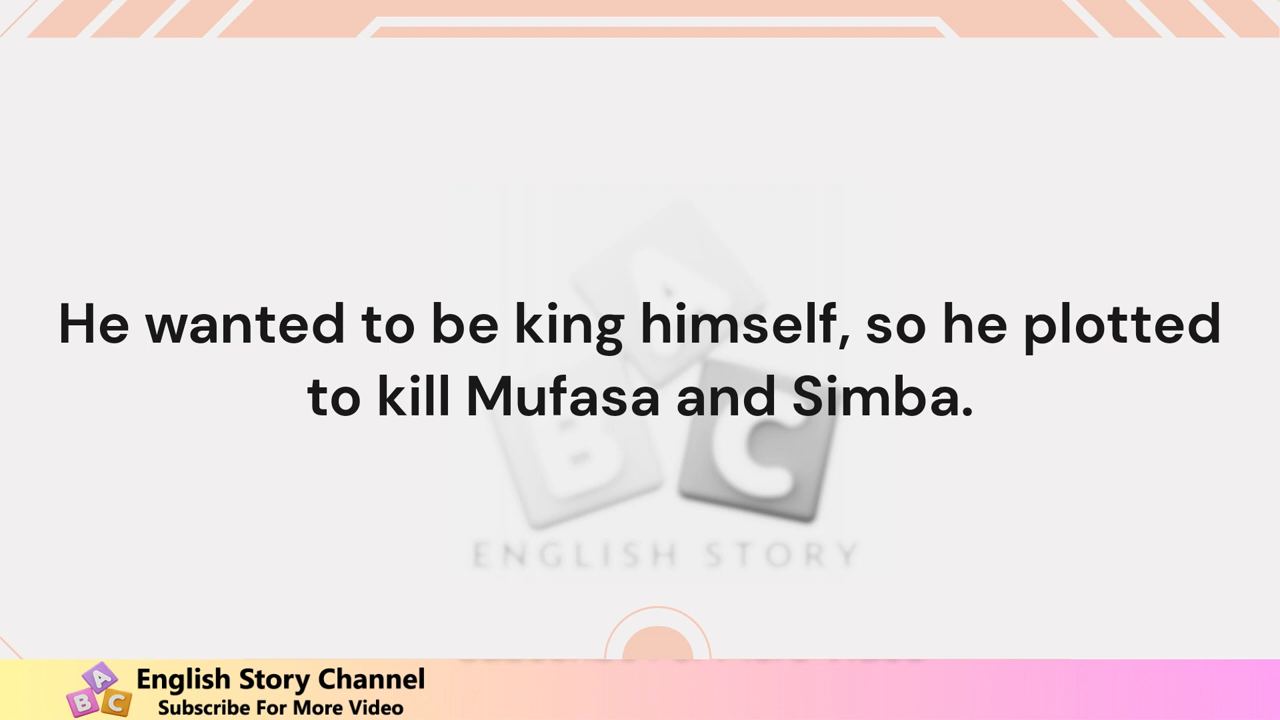 He wanted to be king himself, so he plotted
to kill Mufasa and Simba.
A
B
C
ENGLISH STORY
A
B
C
English Story Channel
Subscribe For More Video